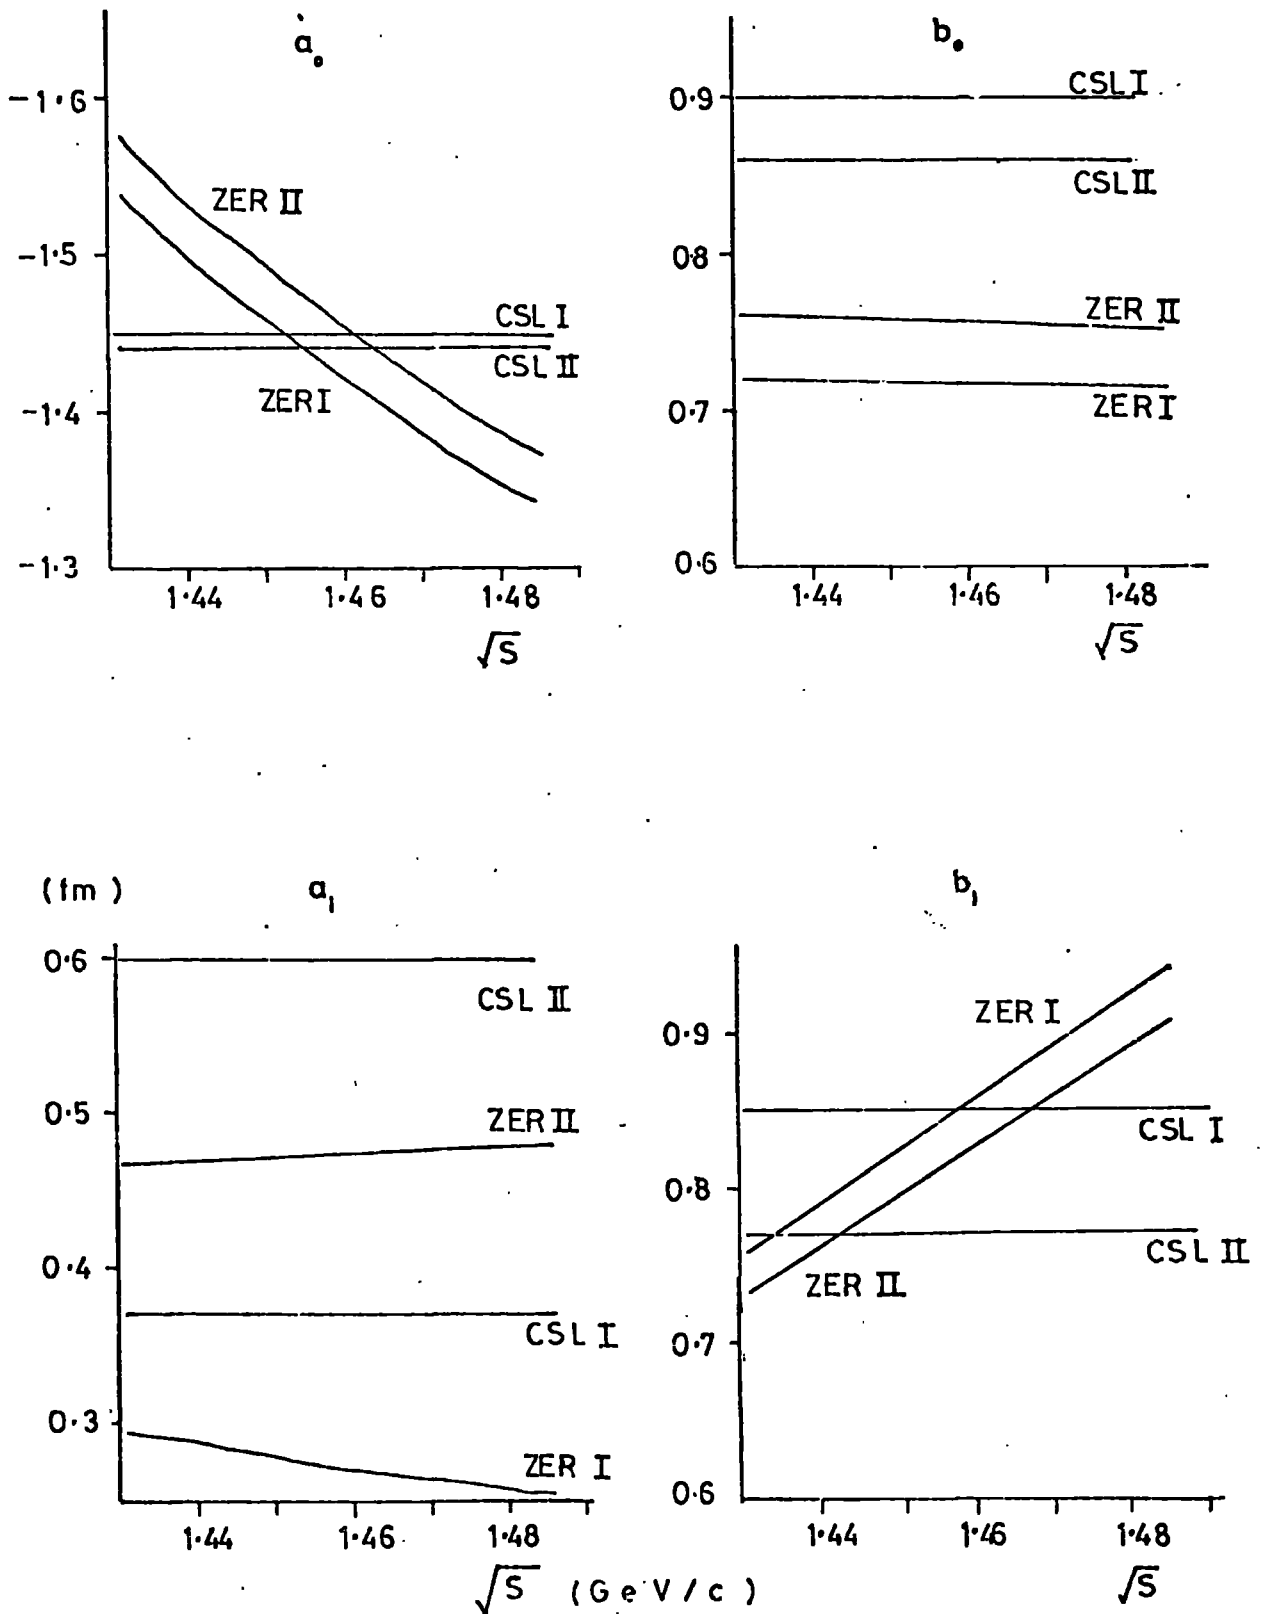 a₀
-1·6
ZER II
-1·5
CSL I
CSL II
ZER I
-1·4
-1·3
1·44 1·46 1·48
√S
b₀
CSL I
0·9
CSL II
0·8
ZER II
0·7
ZER I
0·6
1·44 1·46 1·48
√S
(fm) a₁
0·6
CSL II
0·5
ZER II
0·4
CSL I
0·3
ZER I
1·44 1·46 1·48
√S (GeV/c)
b₁
ZER I
0·9
CSL I
0·8
CSL II
ZER II
0·7
0·6
1·44 1·46 1·48
√S